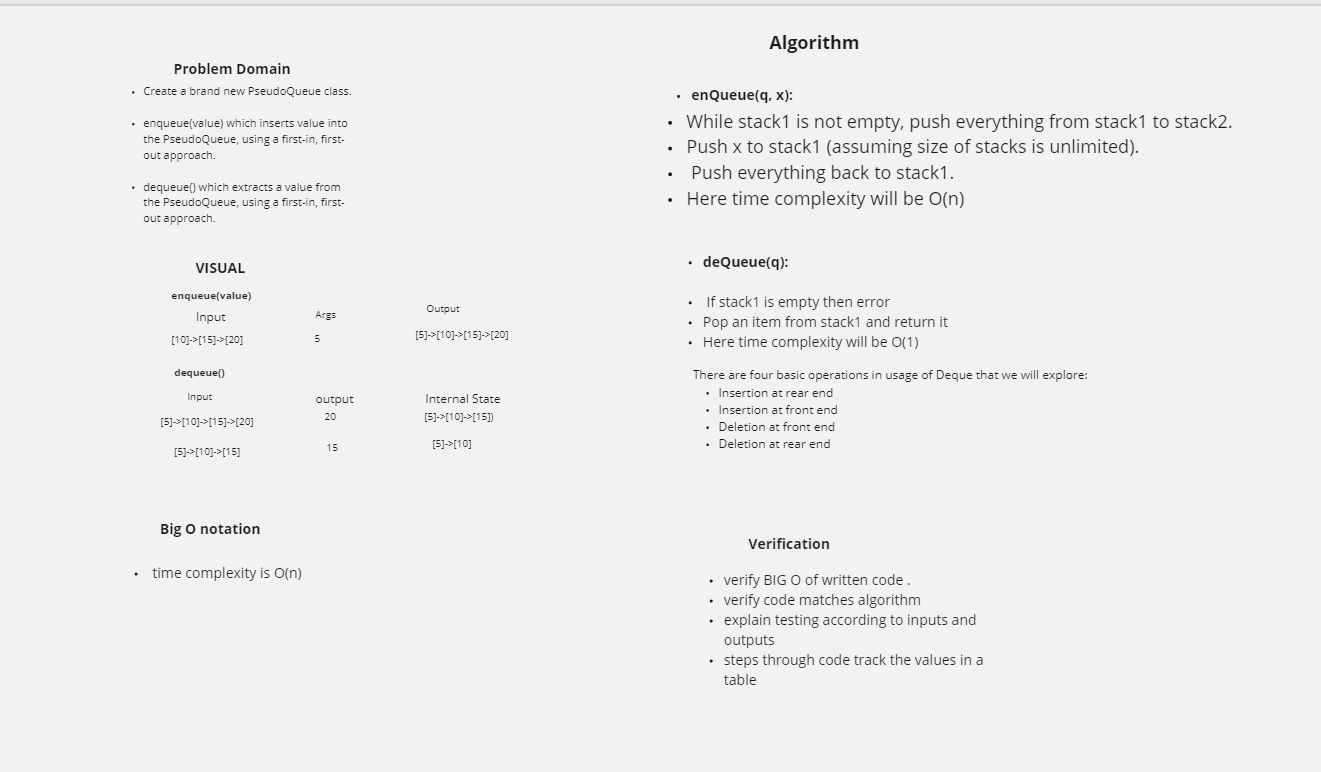 Problem Domain
• Create a brand new PseudoQueue class.
• enqueue(value) which inserts value into
the PseudoQueue, using a first-in, first-
out approach.
• dequeue() which extracts a value from
the PseudoQueue, using a first-in, first-
out approach.
VISUAL
enqueue(value)
Input Args Output
[10]->[15]->[20] 5 [5]->[10]->[15]->[20]
dequeue()
Input output Internal State
[5]->[10]->[15]->[20] 20 [5]->[10]->[15])
[5]->[10]->[15] 15 [5]->[10]
Big O notation
• time complexity is O(n)
Algorithm
• enQueue(q, x):
• While stack1 is not empty, push everything from stack1 to stack2.
• Push x to stack1 (assuming size of stacks is unlimited).
• Push everything back to stack1.
• Here time complexity will be O(n)
• deQueue(q):
• If stack1 is empty then error
• Pop an item from stack1 and return it
• Here time complexity will be O(1)
There are four basic operations in usage of Deque that we will explore:
• Insertion at rear end
• Insertion at front end
• Deletion at front end
• Deletion at rear end
Verification
• verify BIG O of written code .
• verify code matches algorithm
• explain testing according to inputs and
outputs
• steps through code track the values in a
table